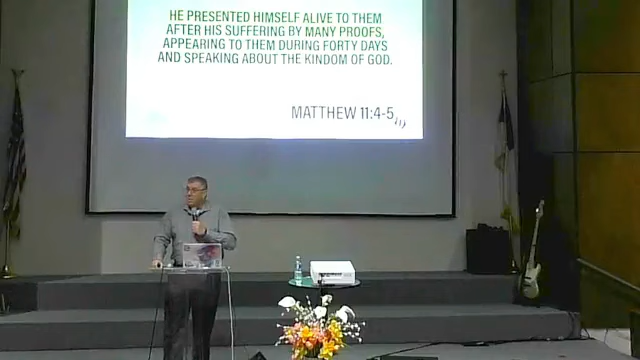 HE PRESENTED HIMSELF ALIVE TO THEM
AFTER HIS SUFFERING BY MANY PROOFS,
APPEARING TO THEM DURING FORTY DAYS
AND SPEAKING ABOUT THE KINDOM OF GOD.
MATTHEW 11:4-5